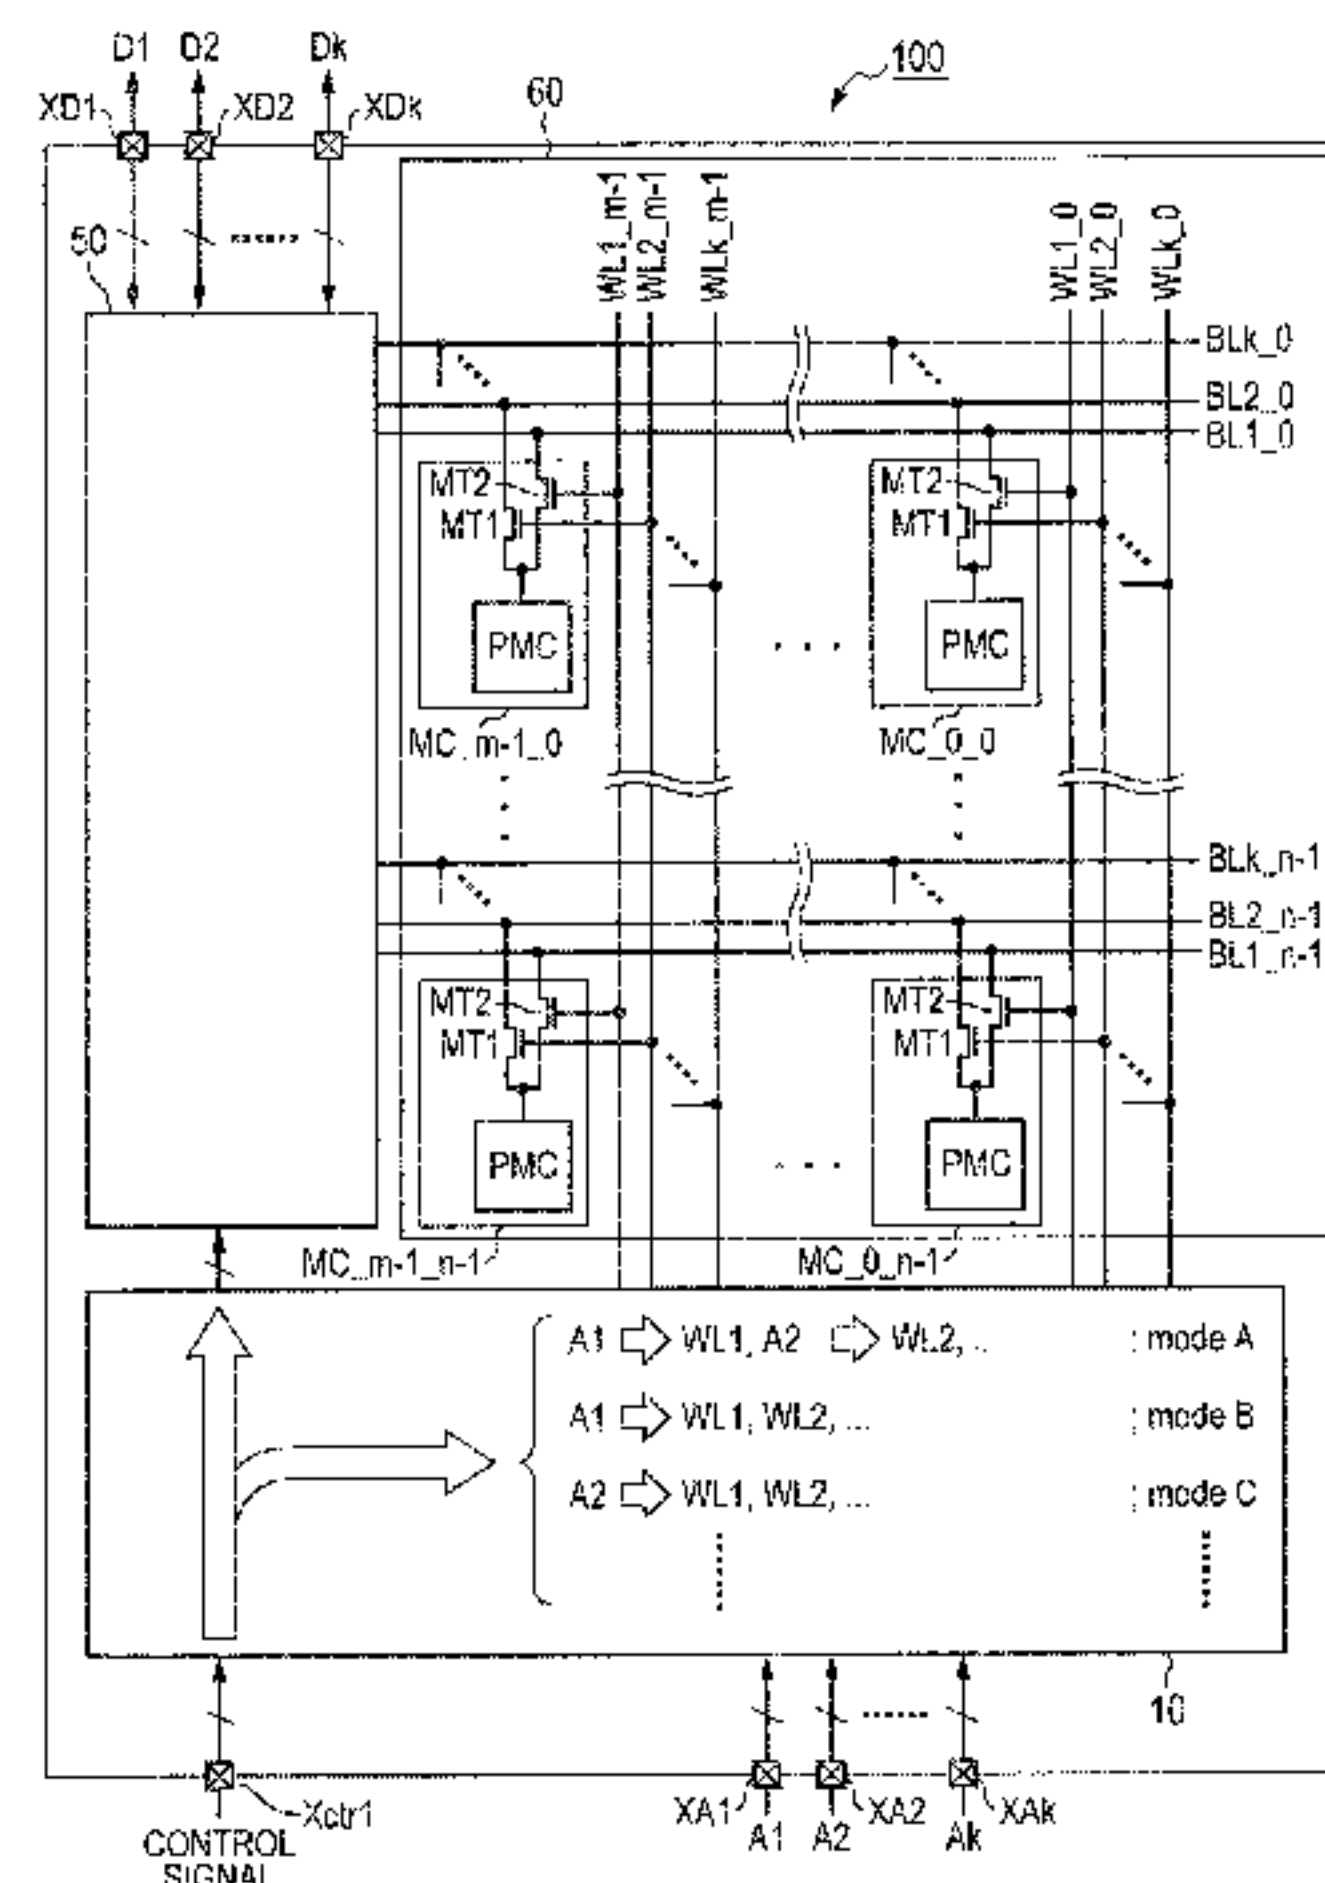 D1 D2 Dk
100
XD1 XD2 XDk
60
WL1_m-1 WL2_m-1 WLk_m-1 WL1_0 WL2_0 WLk_0
50
BLk_0
BL2_0
BL1_0
MT2 MT2
MT1 MT1
PMC PMC
MC_m-1_0 MC_0_0
BLk_n-1
BL2_n-1
BL1_n-1
MT2 MT2
MT1 MT1
PMC PMC
MC_m-1_n-1 MC_0_n-1
A1 WL1, A2 WL2, .. ; mode A
A1 WL1, WL2, ... ; mode B
A2 WL1, WL2, ... ; mode C
10
Xctr1 XA1 XA2 XAk
A1 A2 Ak
CONTROL
SIGNAL